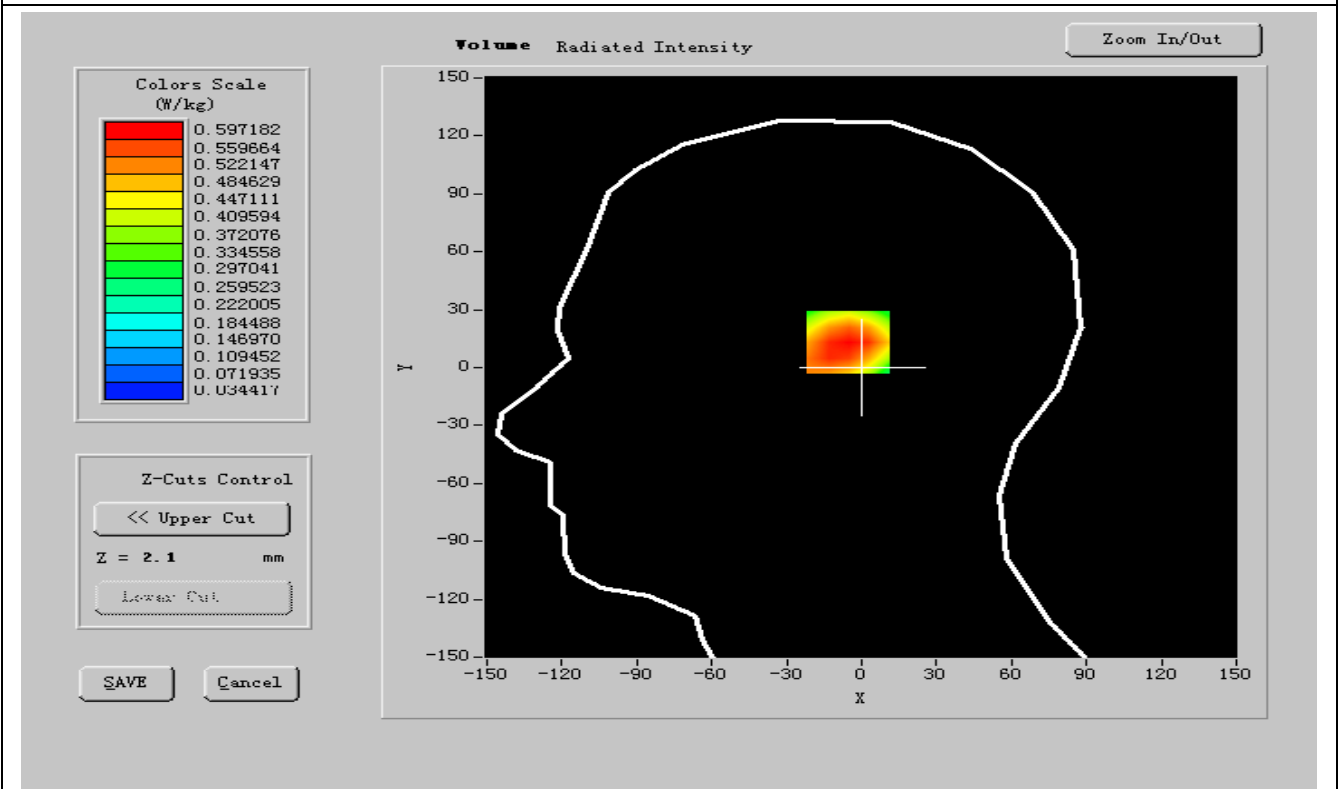 Volume Radiated Intensity
Zoom In/Out
Colors Scale
(W/kg)
0.597182
0.559664
0.522147
0.484629
0.447111
0.409594
0.372076
0.334558
0.297041
0.259523
0.222005
0.184488
0.146970
0.109452
0.071935
0.034417
Z-Cuts Control
<< Upper Cut
Z = 2.1 mm
Lower Cut
SAVE
Cancel
150
120
90
60
30
0
-30
-60
-90
-120
-150
Y
-150 -120 -90 -60 -30 0 30 60 90 120 150
X